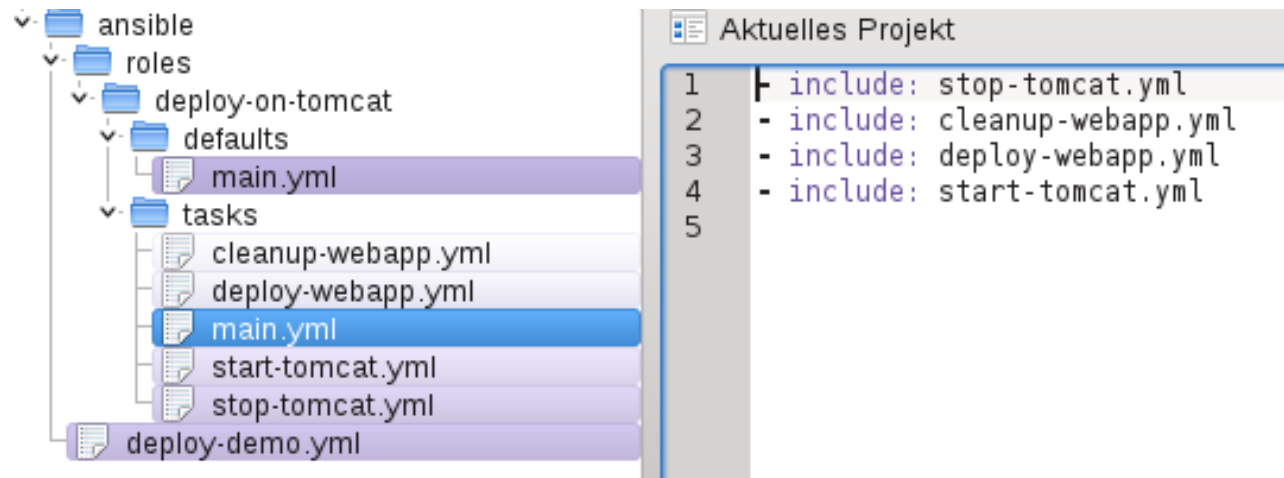 ansible
roles
deploy-on-tomcat
defaults
main.yml
tasks
cleanup-webapp.yml
deploy-webapp.yml
main.yml
start-tomcat.yml
stop-tomcat.yml
deploy-demo.yml
Aktuelles Projekt
1 - include: stop-tomcat.yml
2 - include: cleanup-webapp.yml
3 - include: deploy-webapp.yml
4 - include: start-tomcat.yml
5